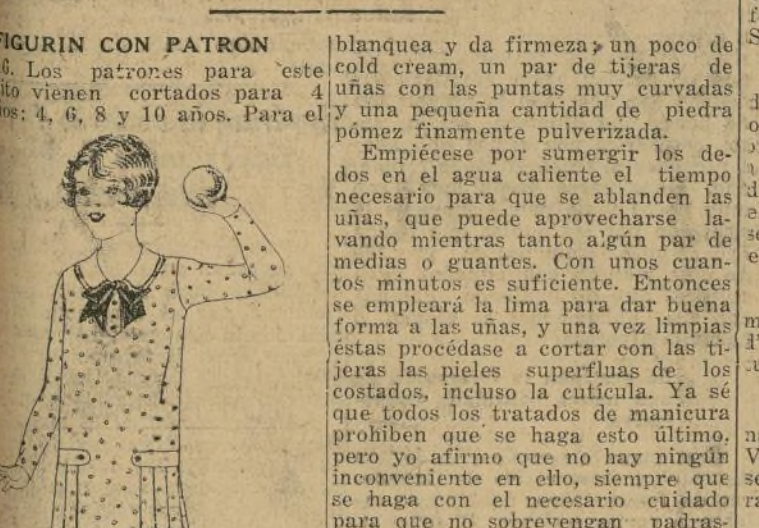 FIGURIN CON PATRON
6. Los patrones para este
ito vienen cortados para 4
os: 4, 6, 8 y 10 años. Para el
blanquea y da firmeza; un poco de
cold cream, un par de tijeras de
uñas con las puntas muy curvadas
y una pequeña cantidad de piedra
pómez finamente pulverizada.
Empiécese por sumergir los de-
dos en el agua caliente el tiempo
necesario para que se ablanden las
uñas, que puede aprovecharse la-
vando mientras tanto algún par de
medias o guantes. Con unos cuan-
tos minutos es suficiente. Entonces
se empleará la lima para dar buena
forma a las uñas, y una vez limpias
éstas procédase a cortar con las ti-
jeras las pieles superfluas de los
costados, incluso la cutícula. Ya sé
que todos los tratados de manicura
prohiben que se haga esto último,
pero yo afirmo que no hay ningún
inconveniente en ello, siempre que
se haga con el necesario cuidado
para que no sobrevengan padras-